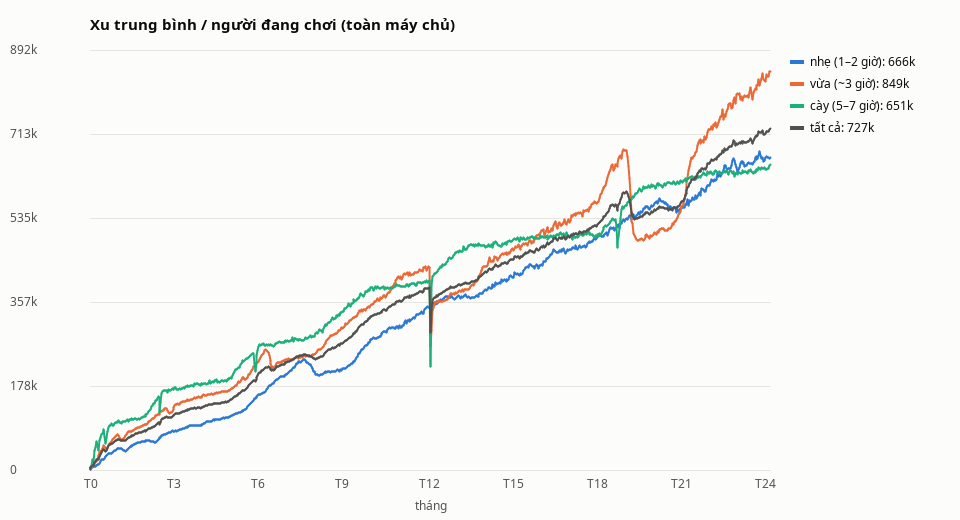 Xu trung bình / người đang chơi (toàn máy chủ)
892k
713k
535k
357k
178k
0
T0 T3 T6 T9 T12 T15 T18 T21 T24
tháng
nhẹ (1–2 giờ): 666k
vừa (~3 giờ): 849k
cày (5–7 giờ): 651k
tất cả: 727k